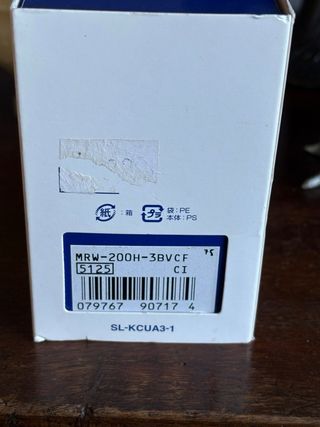 紙 : 箱
プラ 袋 : PE
本体 : PS
MRW-200H-3BVCF 75
5125 CI
079767 90717 4
SL-KCUA3-1